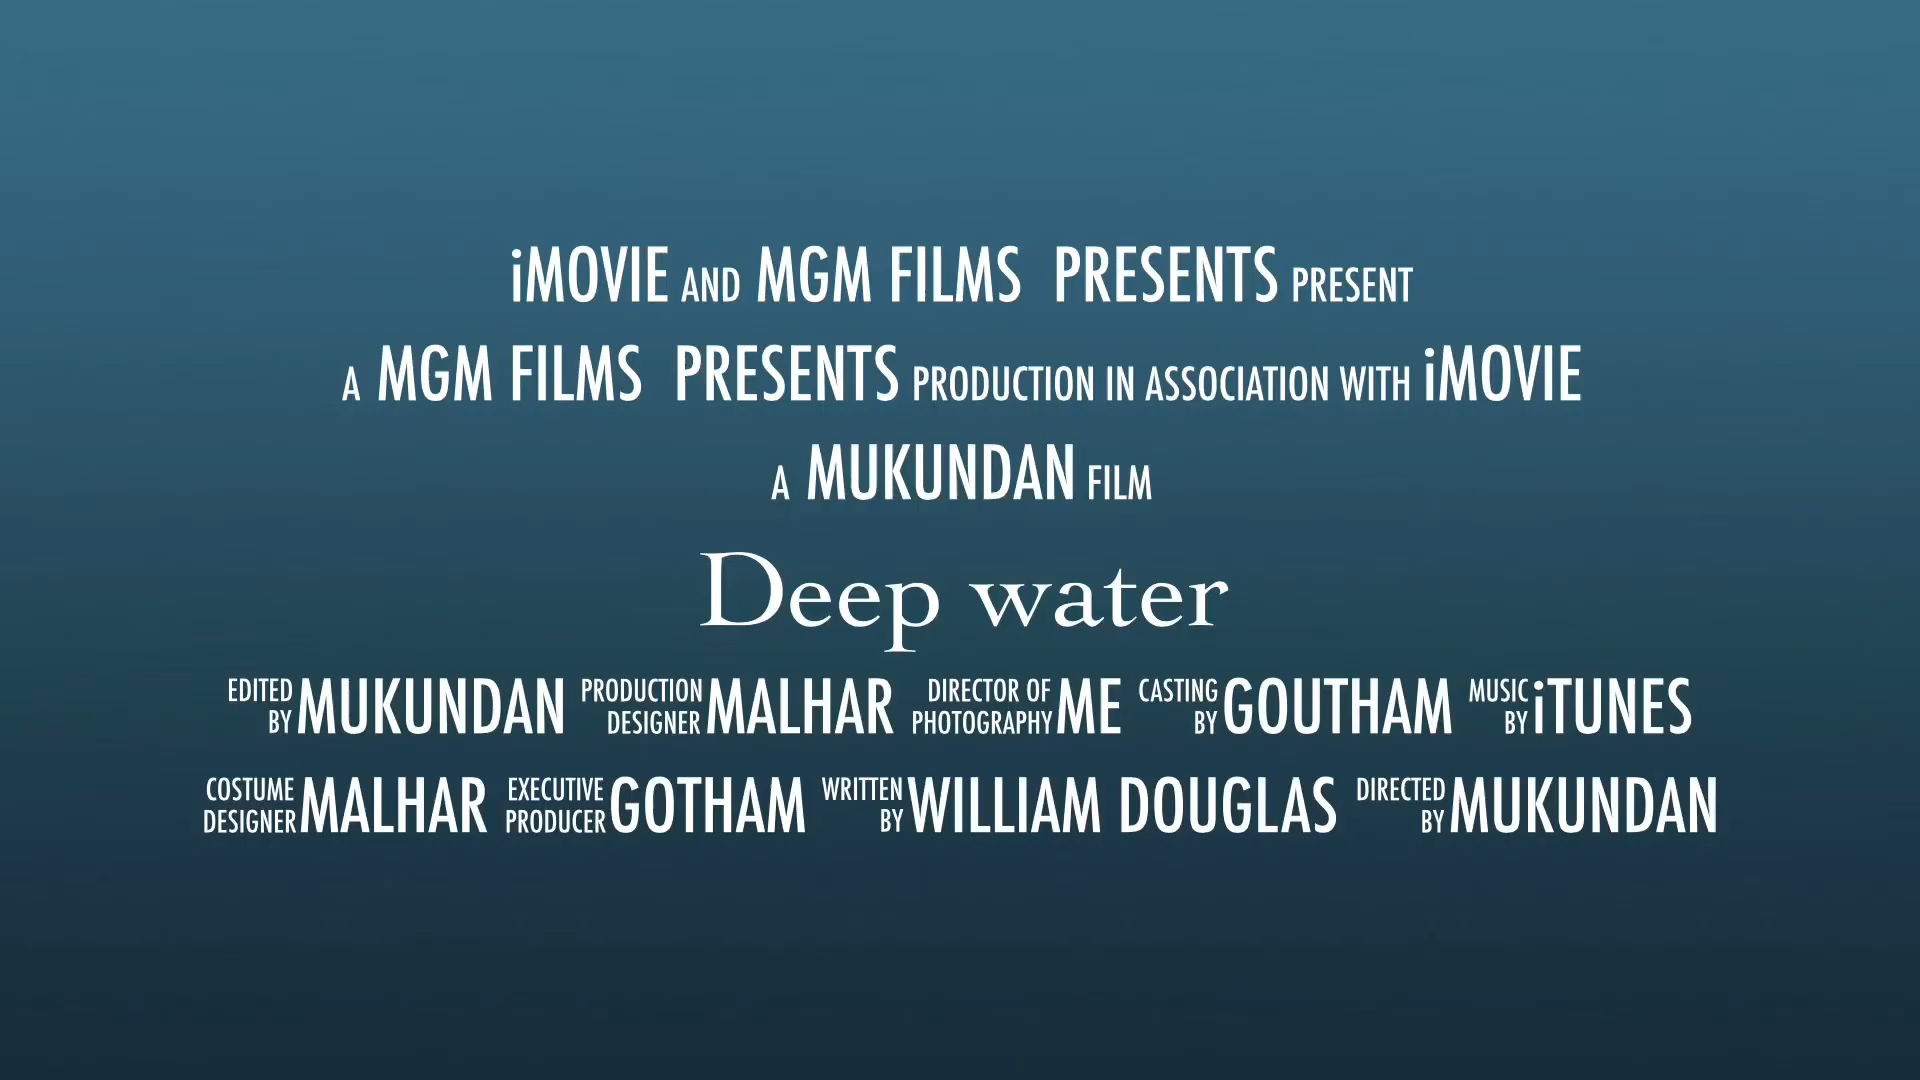 iMOVIE AND MGM FILMS PRESENTS PRESENT
A MGM FILMS PRESENTS PRODUCTION IN ASSOCIATION WITH iMOVIE
A MUKUNDAN FILM
Deep water
EDITED BY MUKUNDAN PRODUCTION DESIGNER MALHAR DIRECTOR OF PHOTOGRAPHY ME CASTING BY GOUTHAM MUSIC BY iTUNES
COSTUME DESIGNER MALHAR EXECUTIVE PRODUCER GOTHAM WRITTEN BY WILLIAM DOUGLAS DIRECTED BY MUKUNDAN